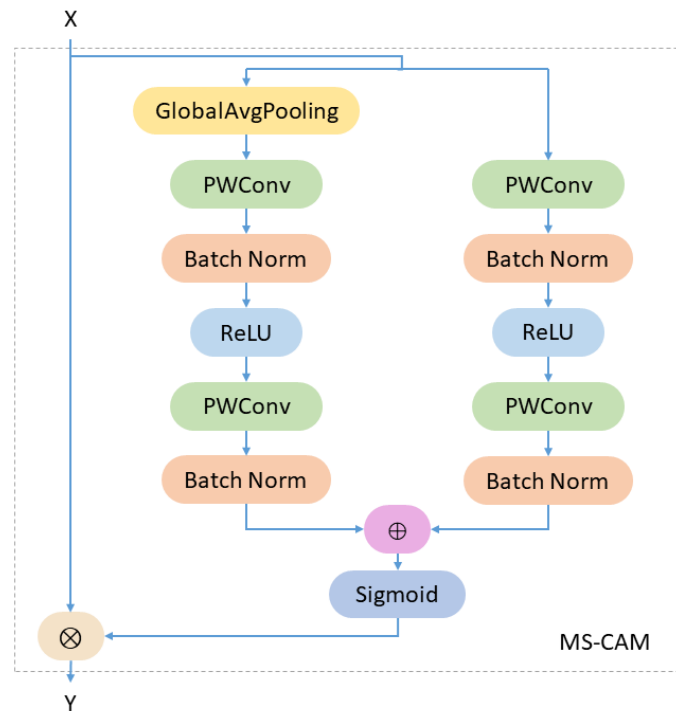 X
GlobalAvgPooling
PWConv
PWConv
Batch Norm
Batch Norm
ReLU
ReLU
PWConv
PWConv
Batch Norm
Batch Norm
⊕
Sigmoid
⊗
MS-CAM
Y